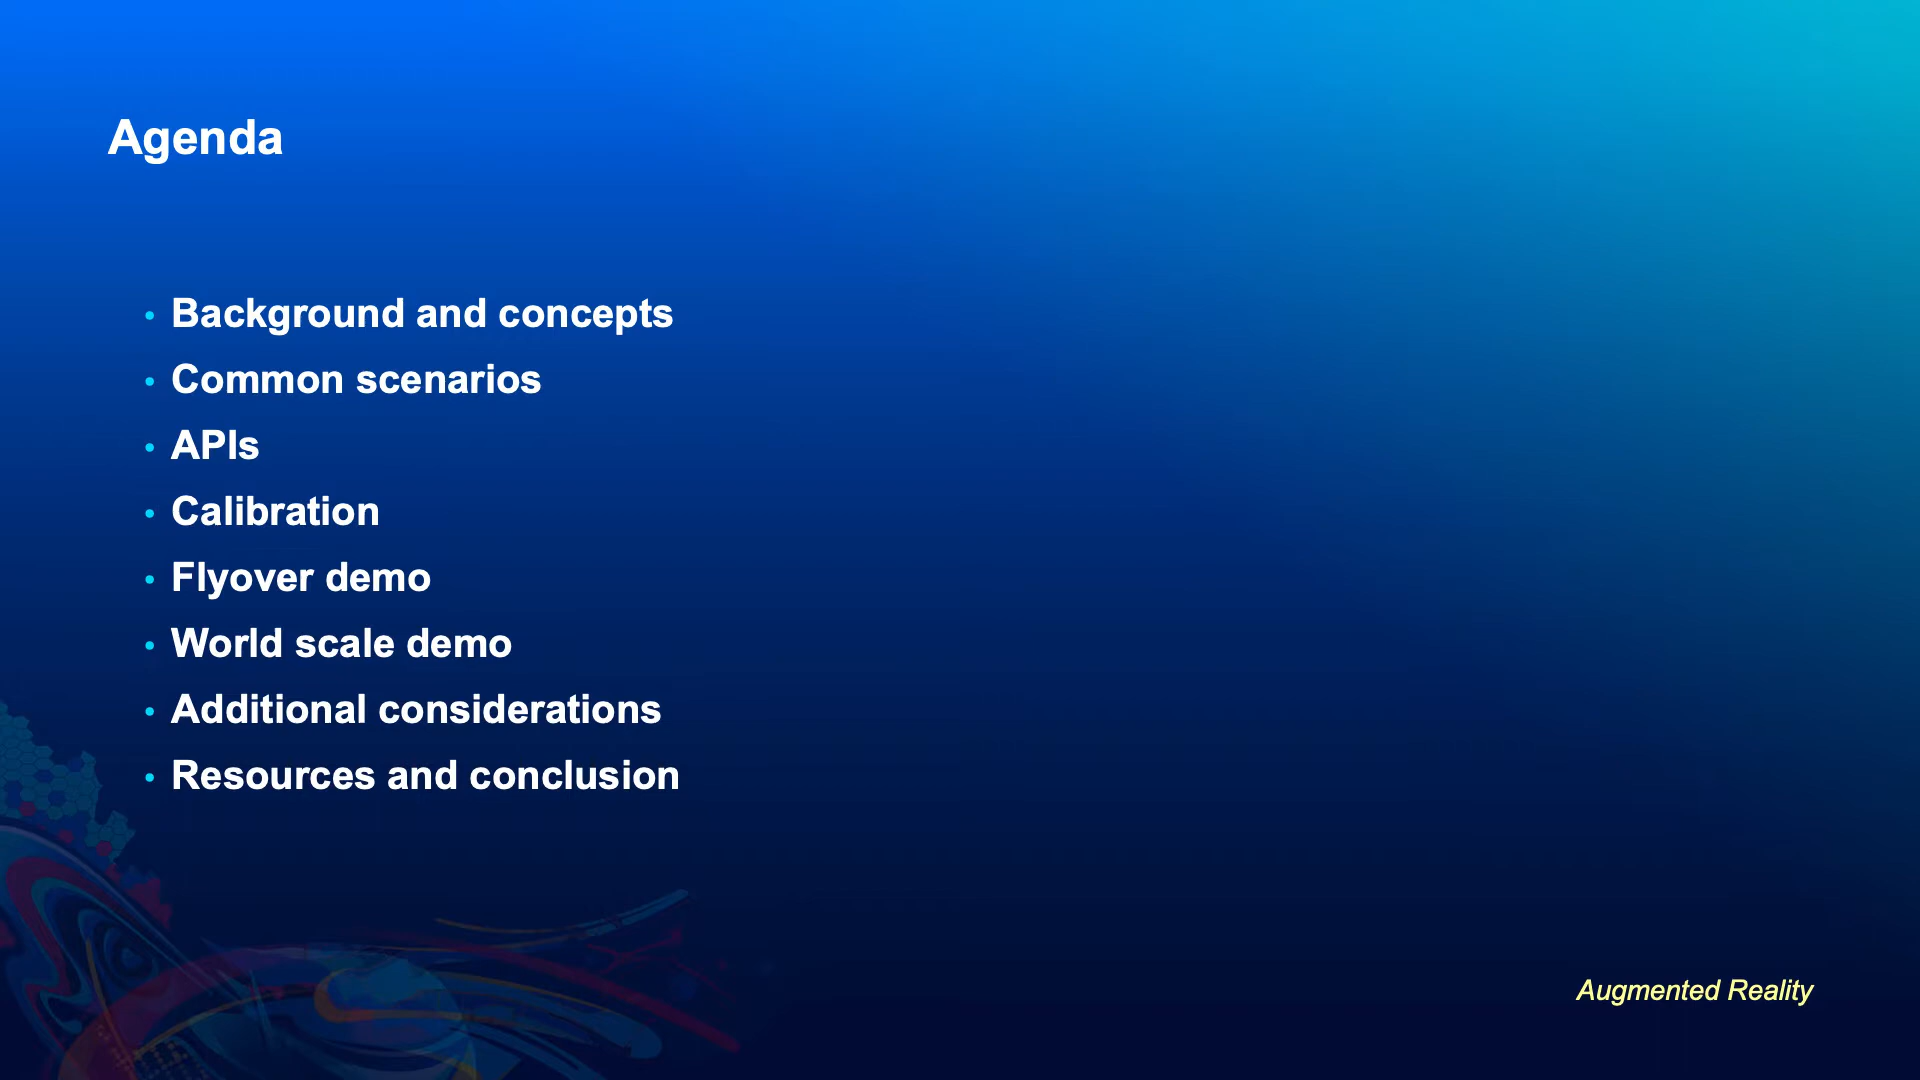 Agenda
• Background and concepts
• Common scenarios
• APIs
• Calibration
• Flyover demo
• World scale demo
• Additional considerations
• Resources and conclusion
Augmented Reality